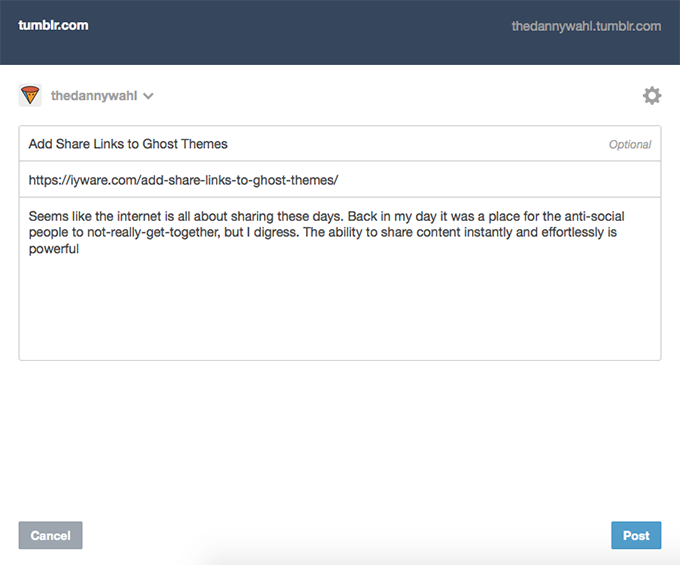 tumblr.com
thedannywahl.tumblr.com
thedannywahl
Add Share Links to Ghost Themes
Optional
https://iyware.com/add-share-links-to-ghost-themes/
Seems like the internet is all about sharing these days. Back in my day it was a place for the anti-social
people to not-really-get-together, but I digress. The ability to share content instantly and effortlessly is
powerful
Cancel
Post